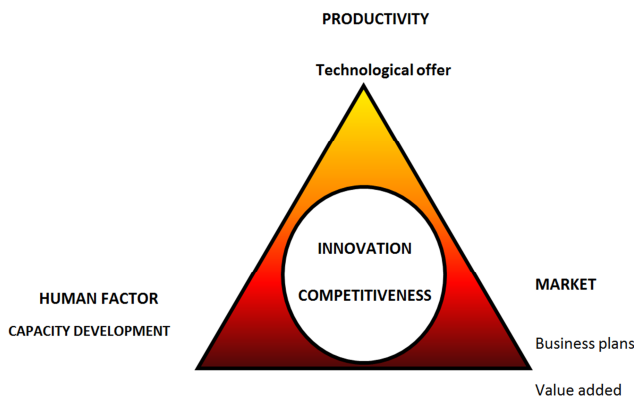 PRODUCTIVITY
Technological offer
INNOVATION
COMPETITIVENESS
HUMAN FACTOR
CAPACITY DEVELOPMENT
MARKET
Business plans
Value added